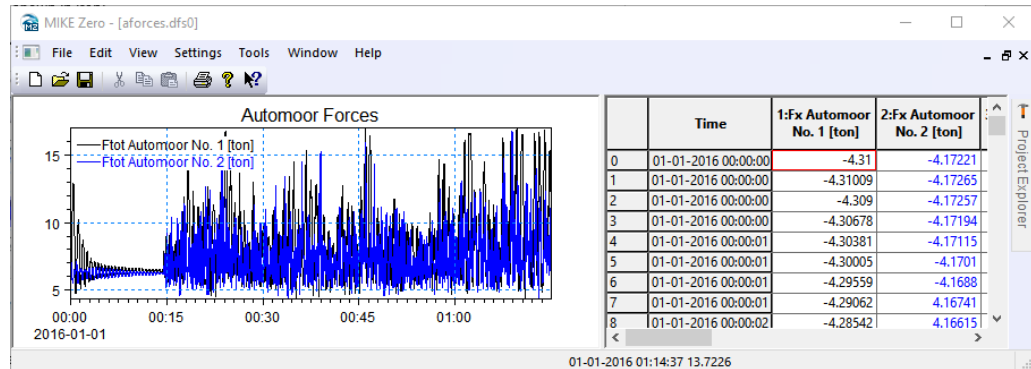 MIKE Zero - [aforces.dfs0]
File Edit View Settings Tools Window Help
Automoor Forces
Ftot Automoor No. 1 [ton]
Ftot Automoor No. 2 [ton]
15
10
5
00:00 00:15 00:30 00:45 01:00
2016-01-01
Time 1:Fx Automoor No. 1 [ton] 2:Fx Automoor No. 2 [ton]
0 01-01-2016 00:00:00 -4.31 -4.17221
1 01-01-2016 00:00:00 -4.31009 -4.17265
2 01-01-2016 00:00:00 -4.309 -4.17257
3 01-01-2016 00:00:00 -4.30678 -4.17194
4 01-01-2016 00:00:01 -4.30381 -4.17115
5 01-01-2016 00:00:01 -4.30005 -4.1701
6 01-01-2016 00:00:01 -4.29559 -4.1688
7 01-01-2016 00:00:01 -4.29062 4.16741
8 01-01-2016 00:00:02 -4.28542 4.16615
Project Explorer
01-01-2016 01:14:37 13.7226